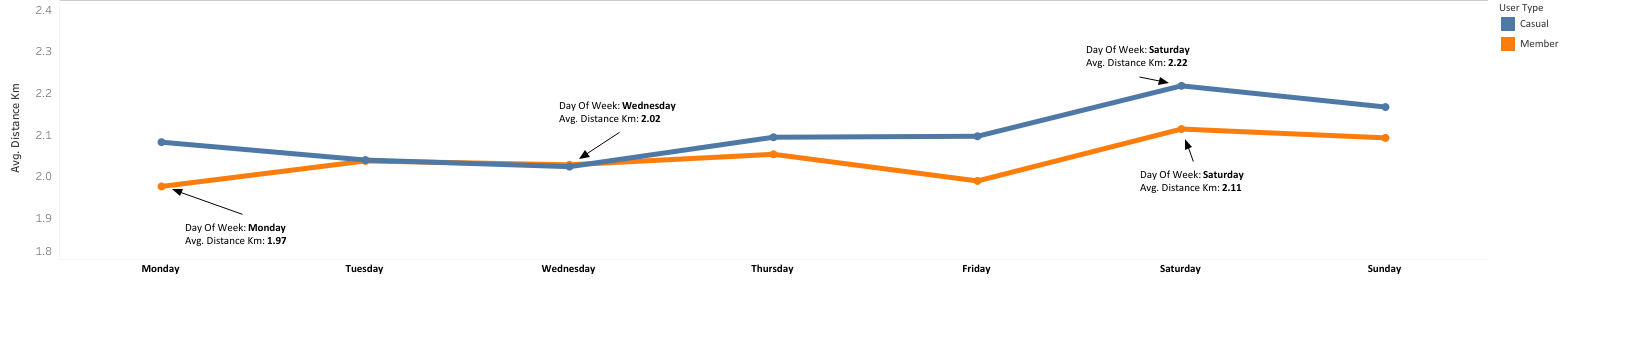 2.4
2.3
2.2
2.1
2.0
1.9
1.8
Avg. Distance Km
Day Of Week: Monday
Avg. Distance Km: 1.97
Day Of Week: Wednesday
Avg. Distance Km: 2.02
Day Of Week: Saturday
Avg. Distance Km: 2.22
Day Of Week: Saturday
Avg. Distance Km: 2.11
Monday
Tuesday
Wednesday
Thursday
Friday
Saturday
Sunday
User Type
Casual
Member